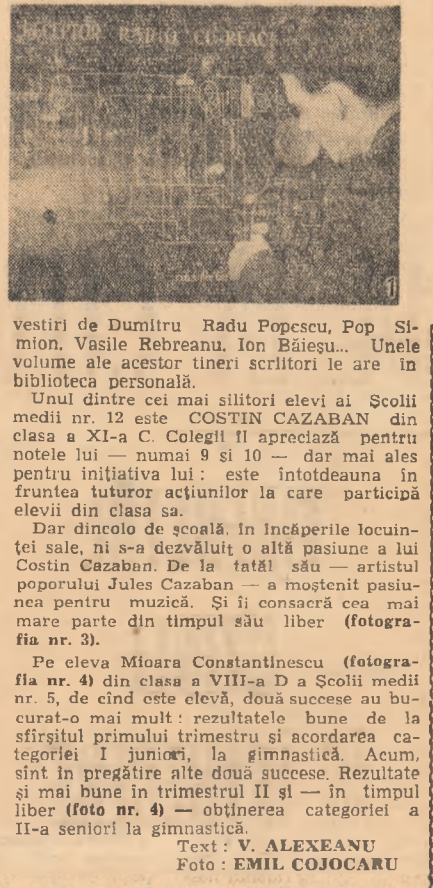 RECEPTOR RADIO CU REACȚ
1
vestiri de Dumitru Radu Popescu, Pop Si-
mion, Vasile Rebreanu, Ion Băieșu... Unele
volume ale acestor tineri scriitori le are în
biblioteca personală.
Unul dintre cei mai silitori elevi ai Școlii
medii nr. 12 este COSTIN CAZABAN din
clasa a XI-a C. Colegii îl apreciază pentru
notele lui — numai 9 și 10 — dar mai ales
pentru inițiativa lui : este întotdeauna în
fruntea tuturor acțiunilor la care participă
elevii din clasa sa.
Dar dincolo de școală, în încăperile locuin-
ței sale, ni s-a dezvăluit o altă pasiune a lui
Costin Cazaban. De la tatăl său — artistul
poporului Jules Cazaban — a moștenit pasiu-
nea pentru muzică. Și îi consacră cea mai
mare parte din timpul său liber (fotogra-
fia nr. 3).
Pe eleva Mioara Constantinescu (fotogra-
fia nr. 4) din clasa a VIII-a D a Școlii medii
nr. 5, de cînd este elevă, două succese au bu-
curat-o mai mult : rezultatele bune de la
sfîrșitul primului trimestru și acordarea ca-
tegoriei I juniori, la gimnastică. Acum,
sînt în pregătire alte două succese. Rezultate
și mai bune în trimestrul II și — în timpul
liber (foto nr. 4) — obținerea categoriei a
II-a seniori la gimnastică.
Text : V. ALEXEANU
Foto : EMIL COJOCARU